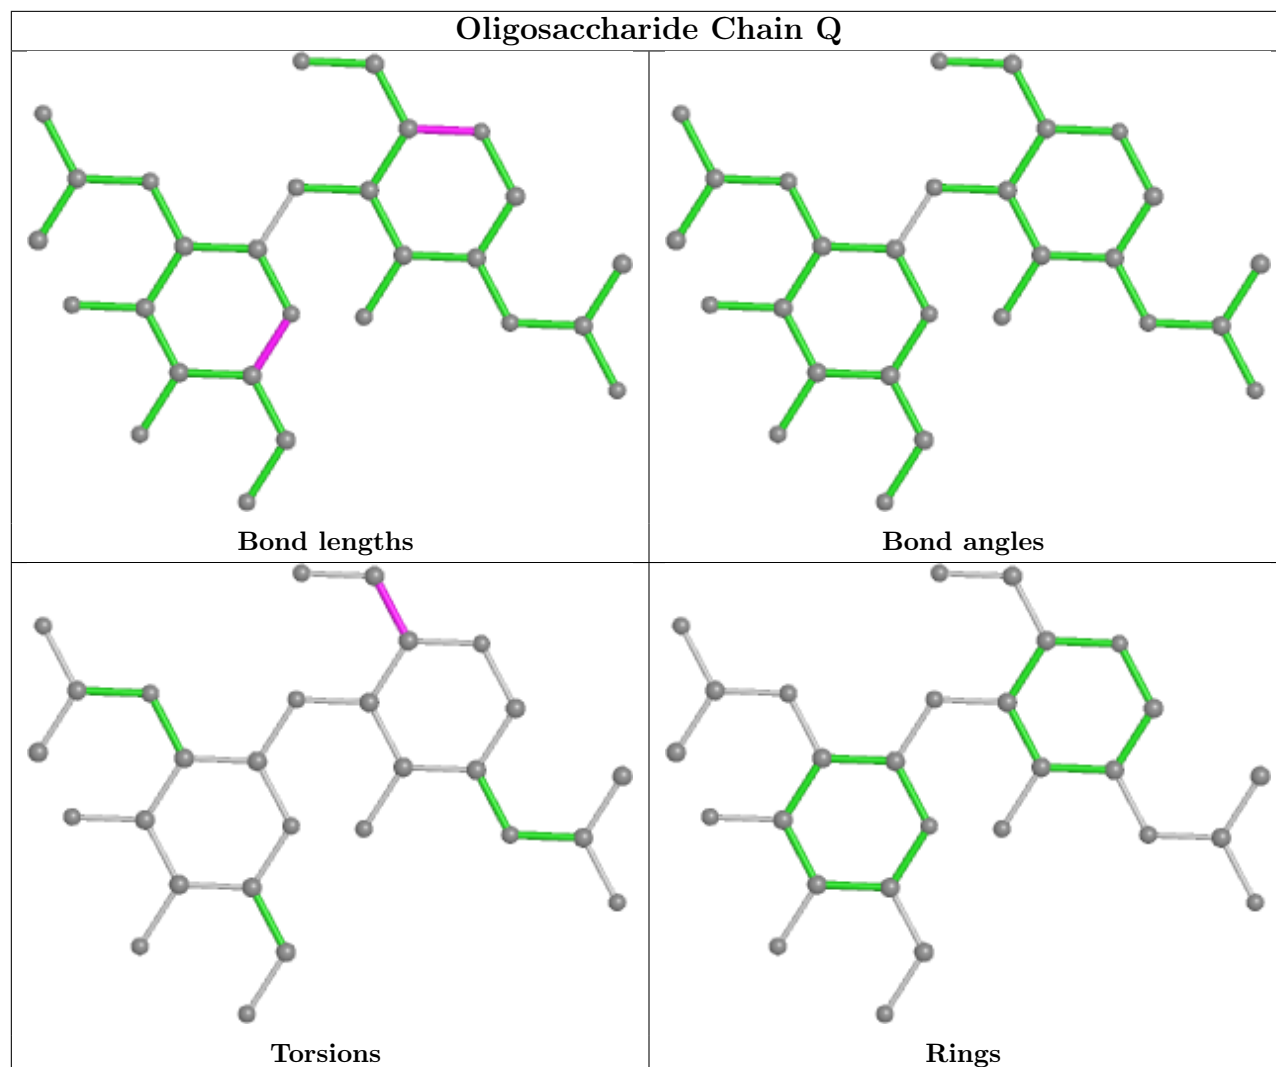 Oligosaccharide Chain Q
Bond lengths
Bond angles
Torsions
Rings